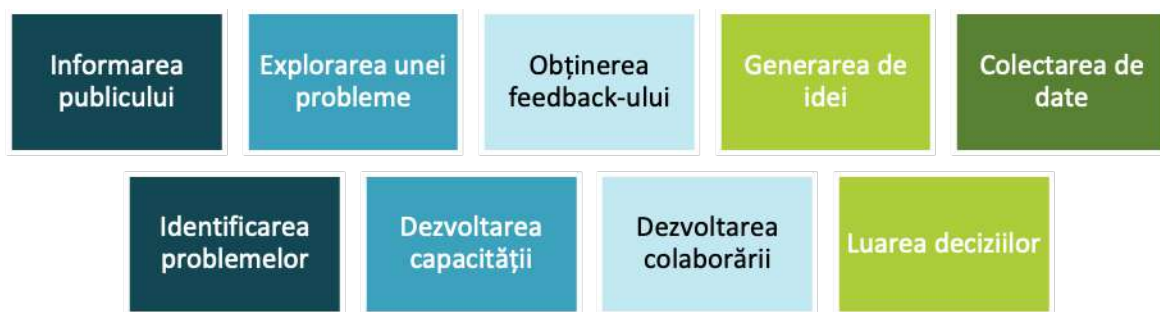 Informarea
publicului
Explorarea unei
probleme
Obținerea
feedback-ului
Generarea de
idei
Colectarea de
date
Identificarea
problemelor
Dezvoltarea
capacității
Dezvoltarea
colaborării
Luarea deciziilor